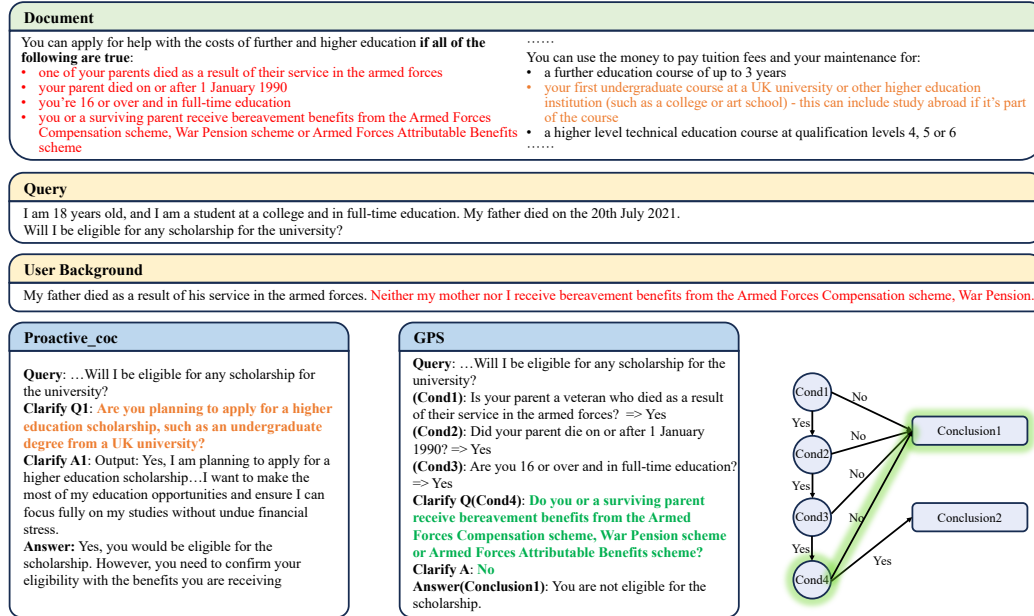 Document
You can apply for help with the costs of further and higher education if all of the
following are true:
• one of your parents died as a result of their service in the armed forces
• your parent died on or after 1 January 1990
• you're 16 or over and in full-time education
• you or a surviving parent receive bereavement benefits from the Armed Forces
Compensation scheme, War Pension scheme or Armed Forces Attributable Benefits
scheme
······
You can use the money to pay tuition fees and your maintenance for:
• a further education course of up to 3 years
• your first undergraduate course at a UK university or other higher education
institution (such as a college or art school) - this can include study abroad if it's part
of the course
• a higher level technical education course at qualification levels 4, 5 or 6
······
Query
I am 18 years old, and I am a student at a college and in full-time education. My father died on the 20th July 2021.
Will I be eligible for any scholarship for the university?
User Background
My father died as a result of his service in the armed forces. Neither my mother nor I receive bereavement benefits from the Armed Forces Compensation scheme, War Pension.
Proactive_coc
Query: …Will I be eligible for any scholarship for
the university?
Clarify Q1: Are you planning to apply for a higher
education scholarship, such as an undergraduate
degree from a UK university?
Clarify A1: Output: Yes, I am planning to apply for a
higher education scholarship…I want to make the
most of my education opportunities and ensure I can
focus fully on my studies without undue financial
stress.
Answer: Yes, you would be eligible for the
scholarship. However, you need to confirm your
eligibility with the benefits you are receiving
GPS
Query: …Will I be eligible for any scholarship for the
university?
(Cond1): Is your parent a veteran who died as a result
of their service in the armed forces? => Yes
(Cond2): Did your parent die on or after 1 January
1990? => Yes
(Cond3): Are you 16 or over and in full-time education?
=> Yes
Clarify Q(Cond4): Do you or a surviving parent
receive bereavement benefits from the Armed
Forces Compensation scheme, War Pension scheme
or Armed Forces Attributable Benefits scheme?
Clarify A: No
Answer(Conclusion1): You are not eligible for the
scholarship.
Cond1
No
Yes
Conclusion1
No
Cond2
No
Yes
Cond3
No
Conclusion2
Yes
Yes
Cond4